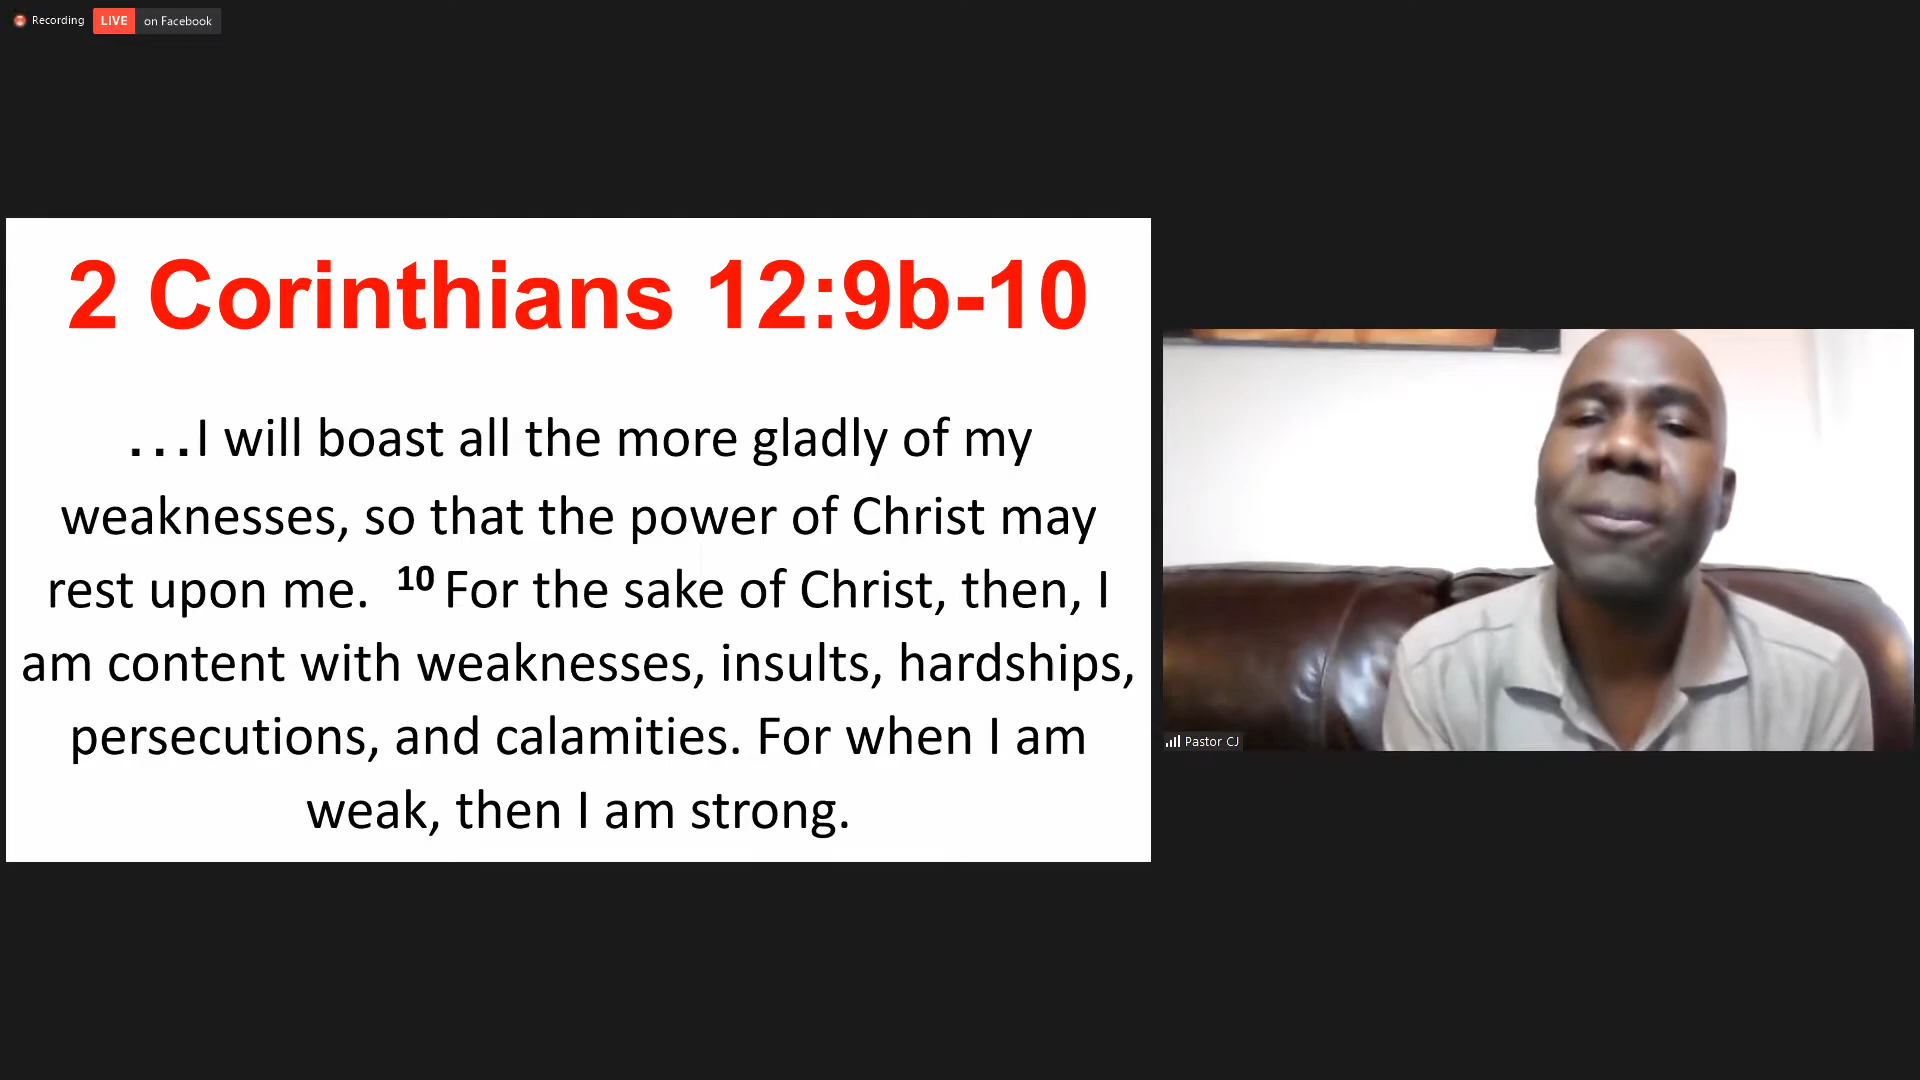 Recording LIVE on Facebook
2 Corinthians 12:9b-10
...I will boast all the more gladly of my
weaknesses, so that the power of Christ may
rest upon me. 10 For the sake of Christ, then, I
am content with weaknesses, insults, hardships,
persecutions, and calamities. For when I am
weak, then I am strong.
Pastor CJ